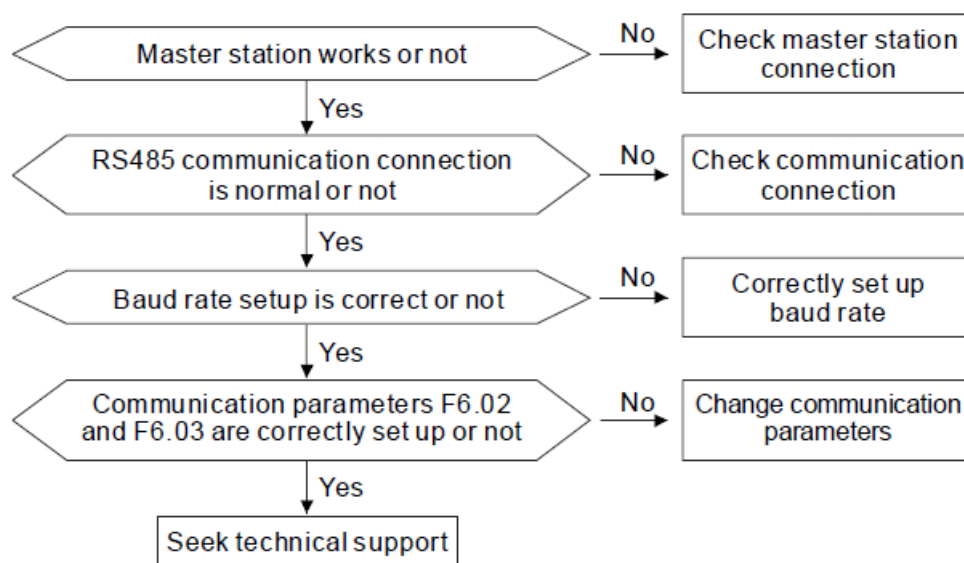 Master station works or not
No
Check master station
connection
Yes
RS485 communication connection
is normal or not
No
Check communication
connection
Yes
Baud rate setup is correct or not
No
Correctly set up
baud rate
Yes
Communication parameters F6.02
and F6.03 are correctly set up or not
No
Change communication
parameters
Yes
Seek technical support